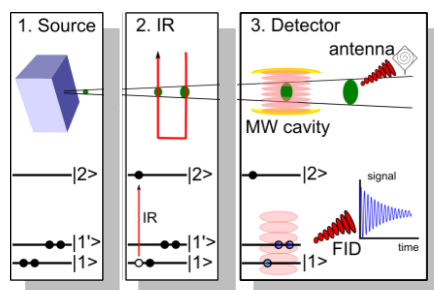 1. Source
|2>
|1'>
|1>
2. IR
|2>
IR
|1'>
|1>
3. Detector
antenna
MW cavity
|2>
signal
|1>
FID
time